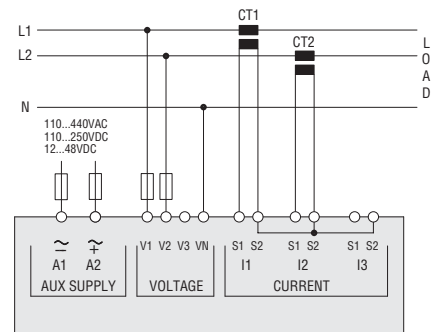 CT1
L1
L2
CT2
L
O
A
D
N
110...440VAC
110...250VDC
12...48VDC
V1 V2 V3 VN
S1 S2 S1 S2 S1 S2
A1 A2
I1 I2 I3
AUX SUPPLY VOLTAGE CURRENT